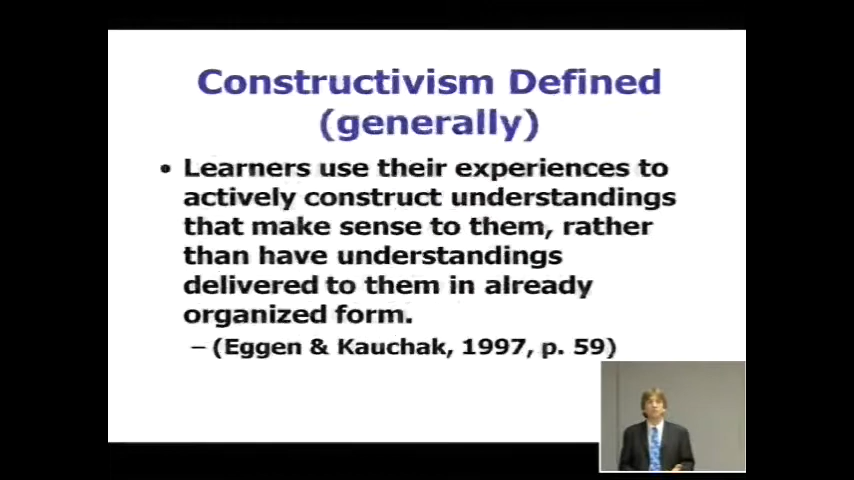 Constructivism Defined
(generally)
• Learners use their experiences to
actively construct understandings
that make sense to them, rather
than have understandings
delivered to them in already
organized form.
– (Eggen & Kauchak, 1997, p. 59)